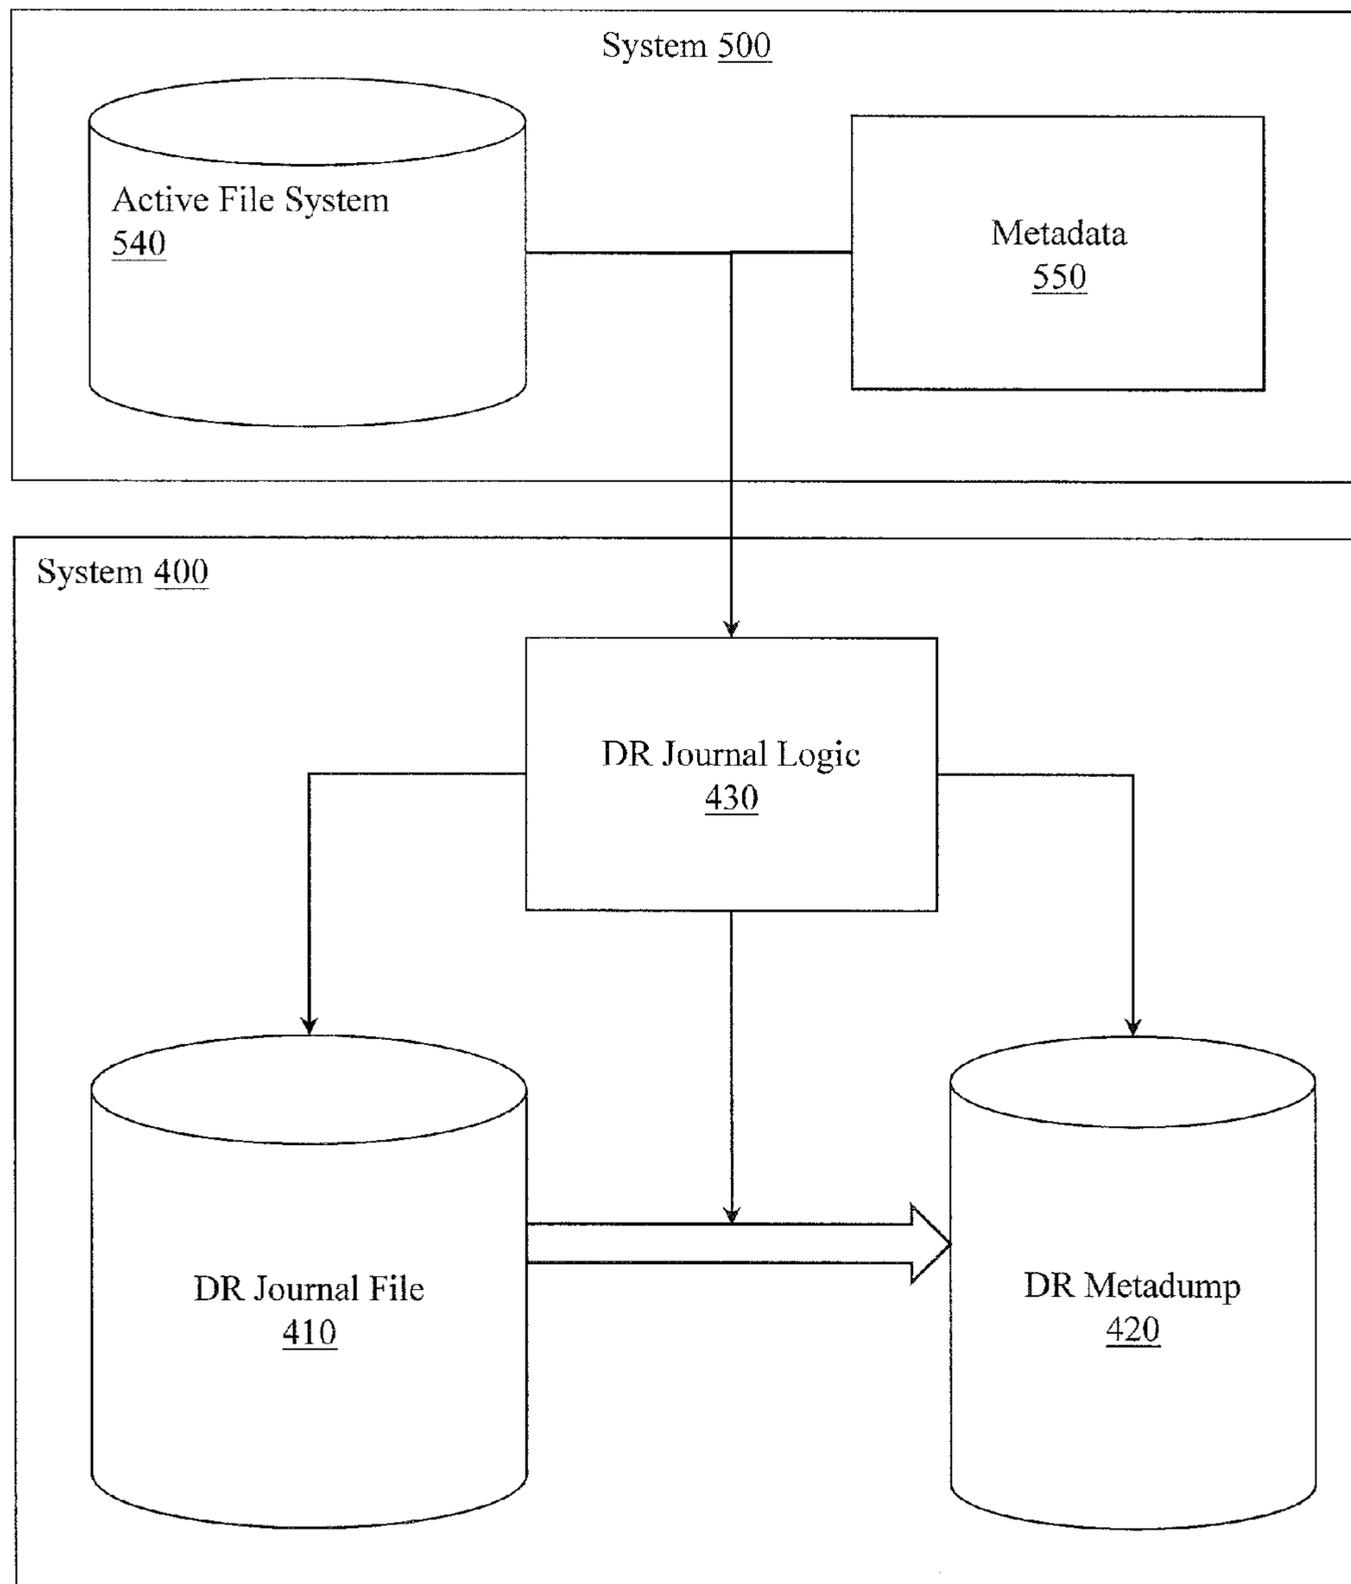 System 500
Active File System
540
Metadata
550
System 400
DR Journal Logic
430
DR Journal File
410
DR Metadump
420